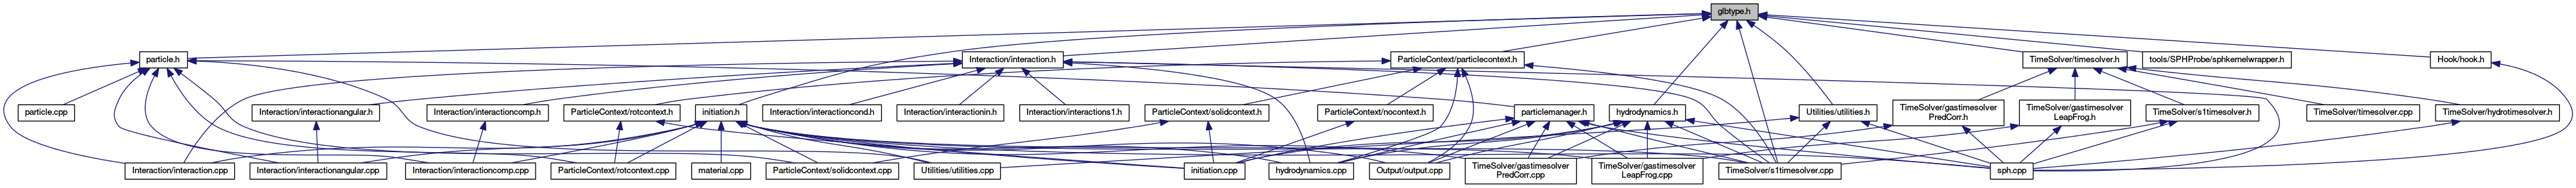 glbtype.h
particle.h
Interaction/interaction.h
ParticleContext/particlecontext.h
TimeSolver/timesolver.h
tools/SPHProbe/sphkernelwrapper.h
Hook/hook.h
particle.cpp
Interaction/interactionangular.h
Interaction/interactioncomp.h
ParticleContext/rotcontext.h
initiation.h
Interaction/interactioncond.h
Interaction/interactionin.h
Interaction/interactions1.h
ParticleContext/solidcontext.h
ParticleContext/nocontext.h
particlemanager.h
hydrodynamics.h
Utilities/utilities.h
TimeSolver/gastimesolver
PredCorr.h
TimeSolver/gastimesolver
LeapFrog.h
TimeSolver/s1timesolver.h
TimeSolver/timesolver.cpp
TimeSolver/hydrotimesolver.h
Interaction/interaction.cpp
Interaction/interactionangular.cpp
Interaction/interactioncomp.cpp
ParticleContext/rotcontext.cpp
material.cpp
ParticleContext/solidcontext.cpp
Utilities/utilities.cpp
initiation.cpp
hydrodynamics.cpp
Output/output.cpp
TimeSolver/gastimesolver
PredCorr.cpp
TimeSolver/gastimesolver
LeapFrog.cpp
TimeSolver/s1timesolver.cpp
sph.cpp